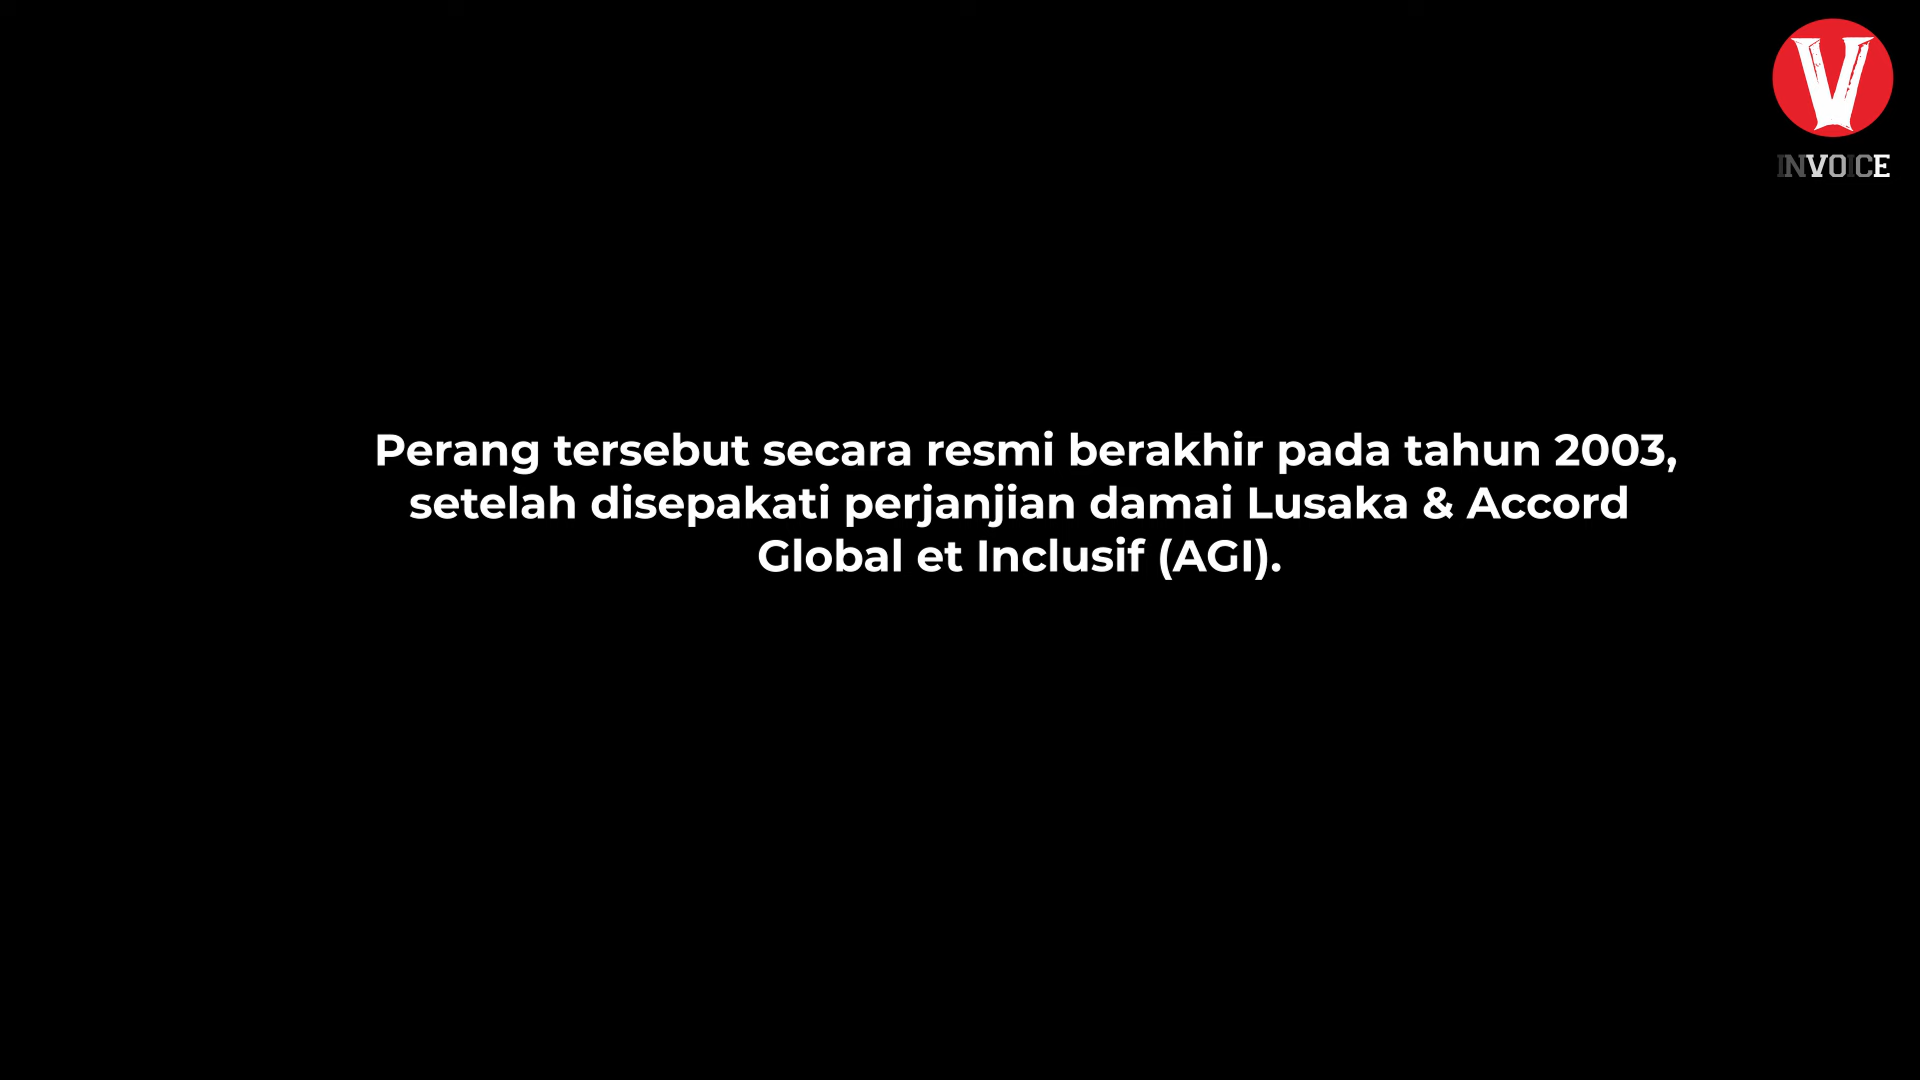 V
INVOICE
Perang tersebut secara resmi berakhir pada tahun 2003,
setelah disepakati perjanjian damai Lusaka & Accord
Global et Inclusif (AGI).